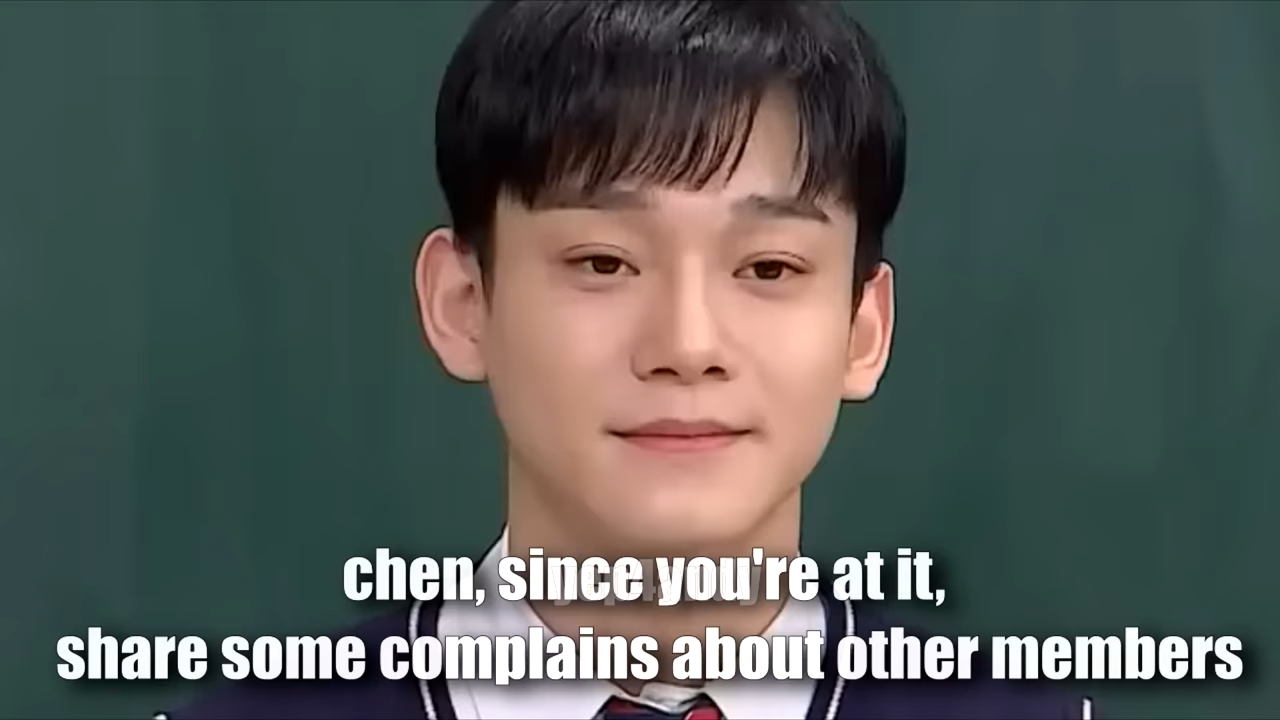 chen, since you're at it,
share some complains about other members